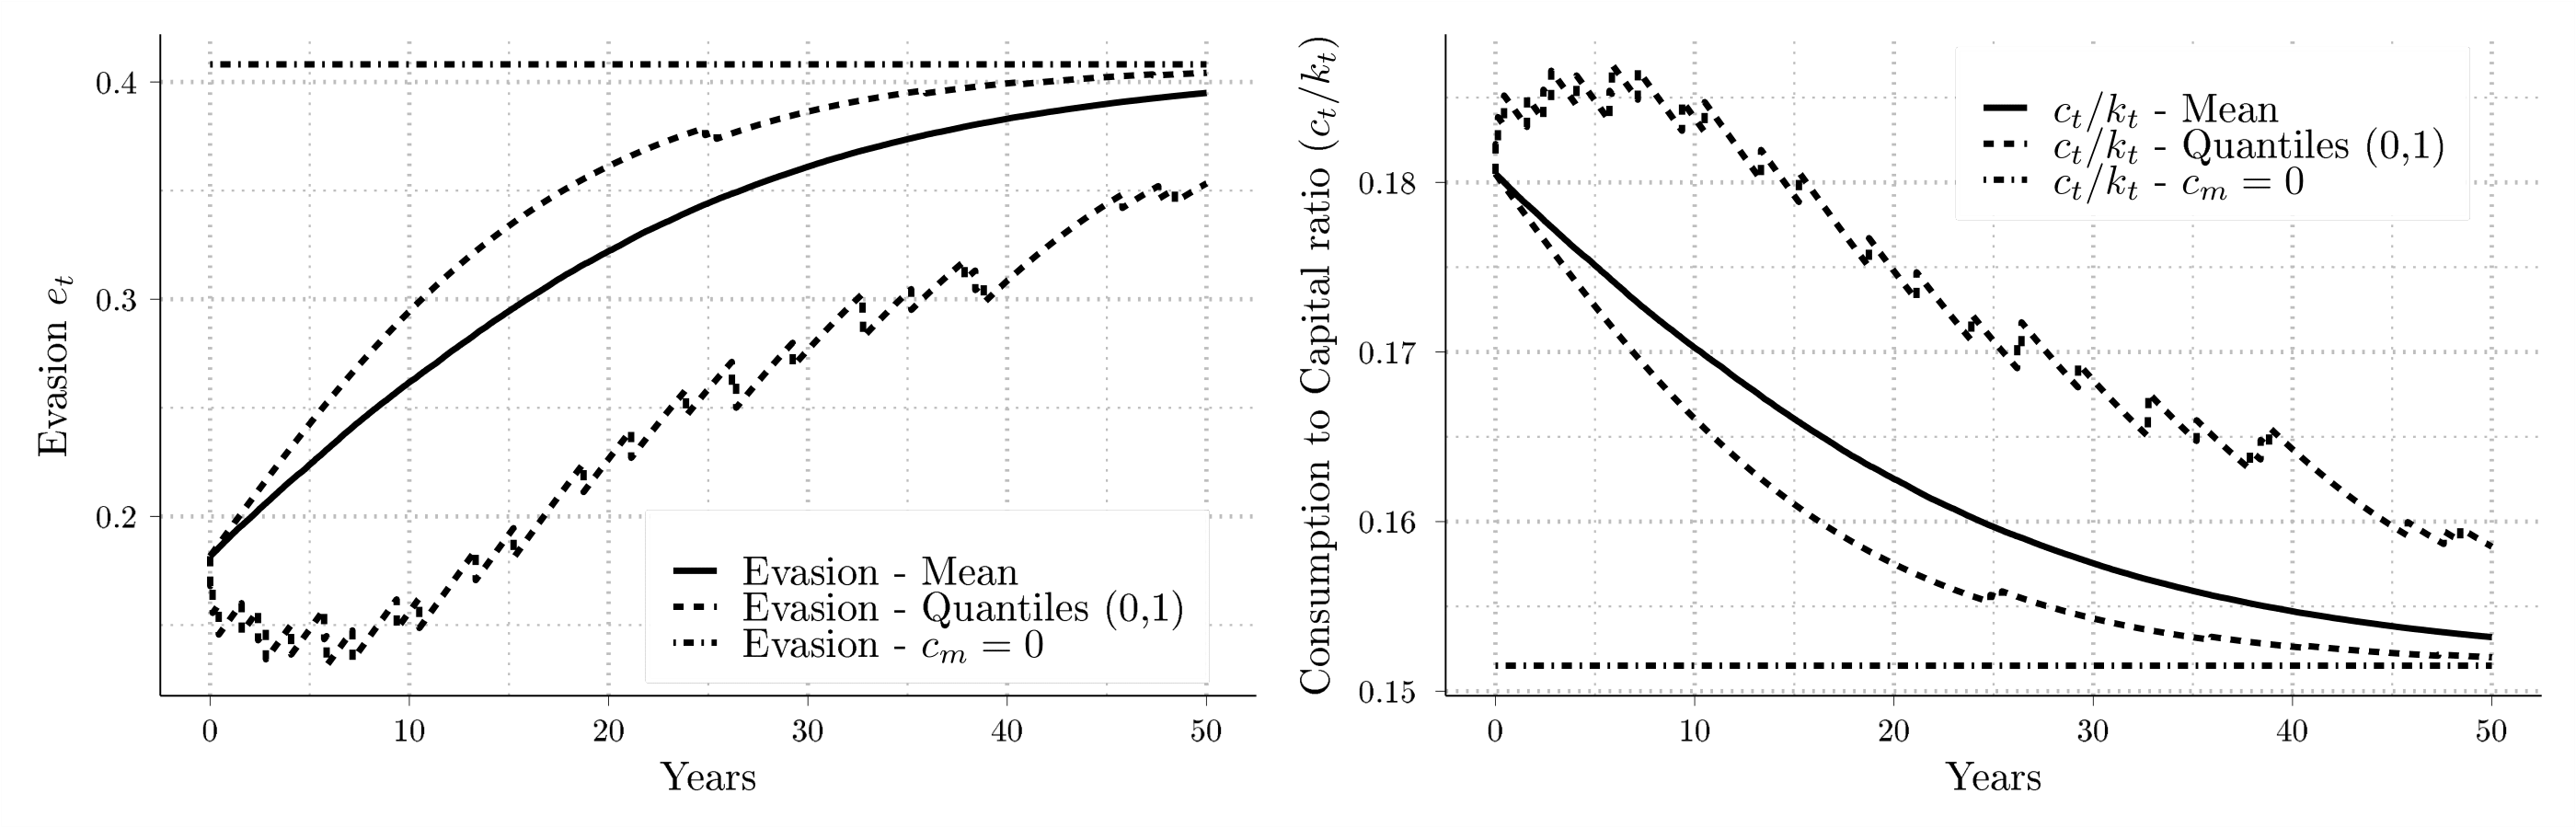 Evasion e_t
0.4
0.3
0.2
0 10 20 30 40 50
Years
Evasion - Mean
Evasion - Quantiles (0,1)
Evasion - c_m = 0
Consumption to Capital ratio (c_t/k_t)
0.18
0.17
0.16
0.15
0 10 20 30 40 50
Years
c_t/k_t - Mean
c_t/k_t - Quantiles (0,1)
c_t/k_t - c_m = 0